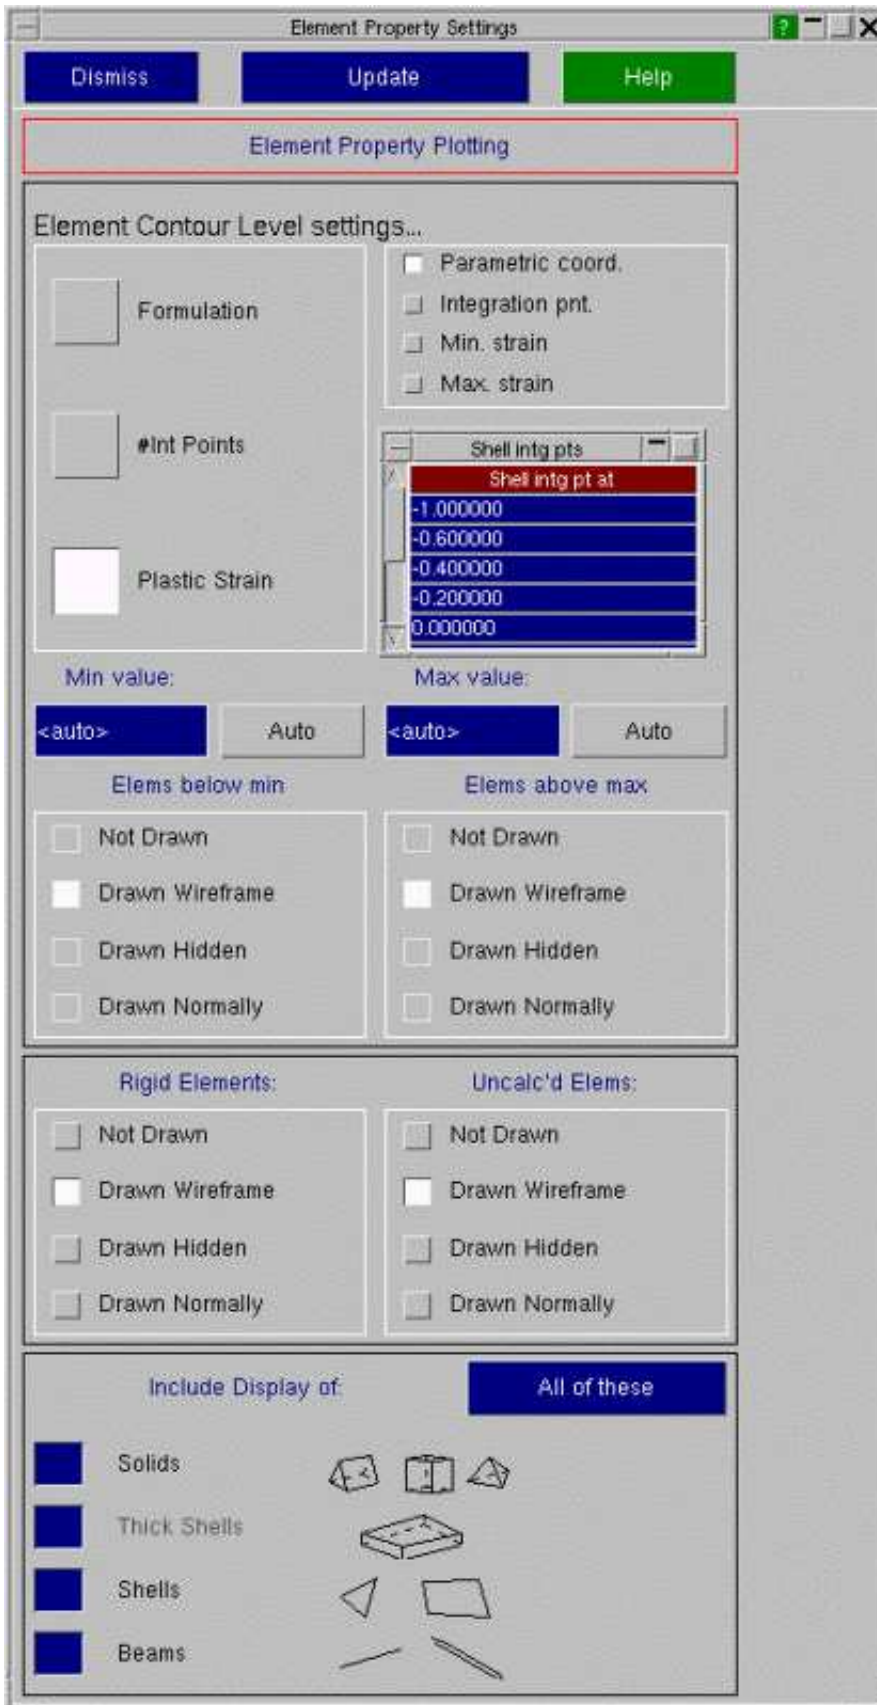 Element Property Settings
?
Dismiss
Update
Help
Element Property Plotting
Element Contour Level settings...
Formulation
#Int Points
Plastic Strain
Parametric coord.
Integration pnt.
Min. strain
Max. strain
Shell intg pts
Shell intg pt at
-1.000000
-0.600000
-0.400000
-0.200000
0.000000
Min value:
Max value:
<auto>
Auto
<auto>
Auto
Elems below min
Elems above max
Not Drawn
Drawn Wireframe
Drawn Hidden
Drawn Normally
Not Drawn
Drawn Wireframe
Drawn Hidden
Drawn Normally
Rigid Elements:
Uncalc'd Elems:
Not Drawn
Drawn Wireframe
Drawn Hidden
Drawn Normally
Not Drawn
Drawn Wireframe
Drawn Hidden
Drawn Normally
Include Display of:
All of these
Solids
Thick Shells
Shells
Beams